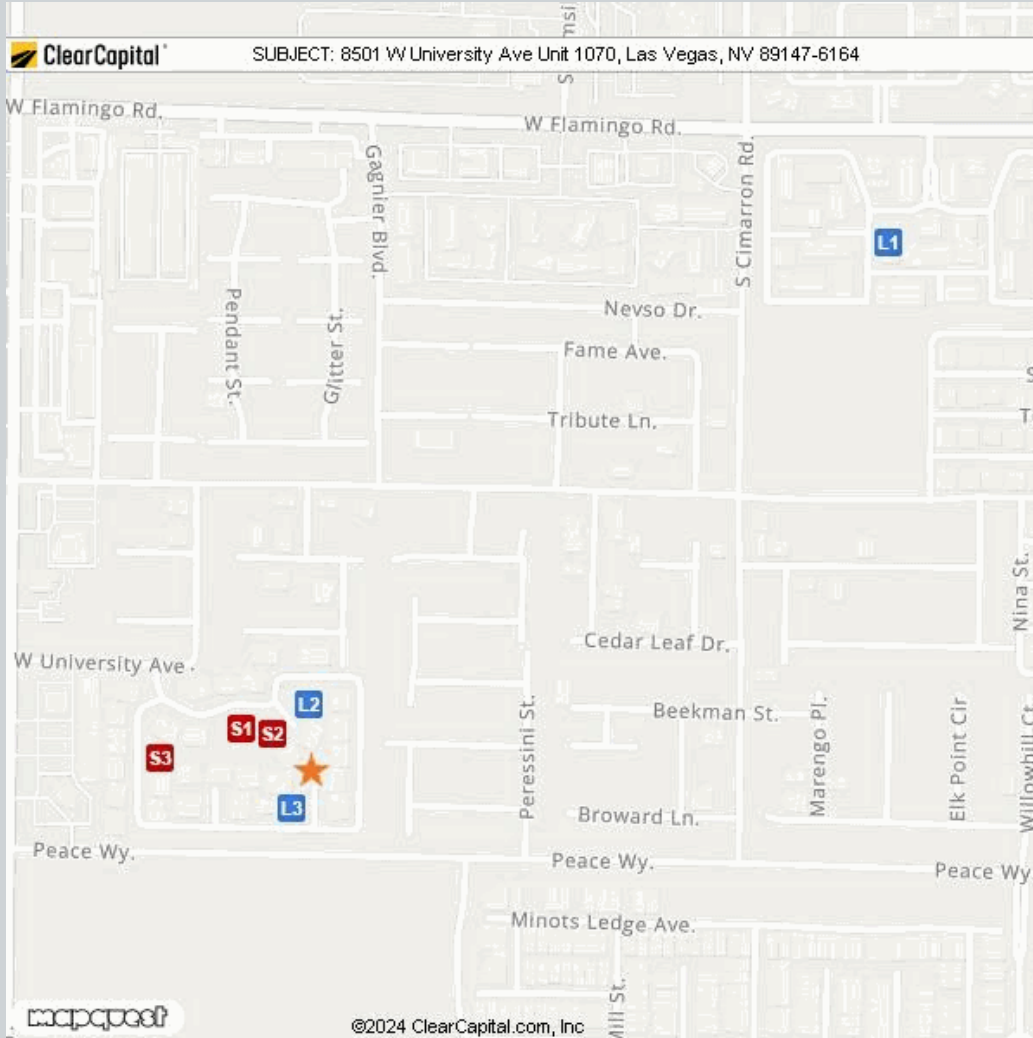 ClearCapital
SUBJECT: 8501 W University Ave Unit 1070, Las Vegas, NV 89147-6164
W Flamingo Rd.
W Flamingo Rd.
Gagnier Blvd.
S Cimarron Rd.
L1
Pendant St.
Glitter St.
Nevso Dr.
Fame Ave.
Tribute Ln.
Nina St.
Cedar Leaf Dr.
W University Ave.
L2
S1
S2
S3
L3
Peressini St.
Beekman St.
Marengo Pl.
Elk Point Cir
Willowhill Ct.
Broward Ln.
Peace Wy.
Peace Wy.
Peace Wy
Minots Ledge Ave.
mapquest
©2024 ClearCapital.com, Inc